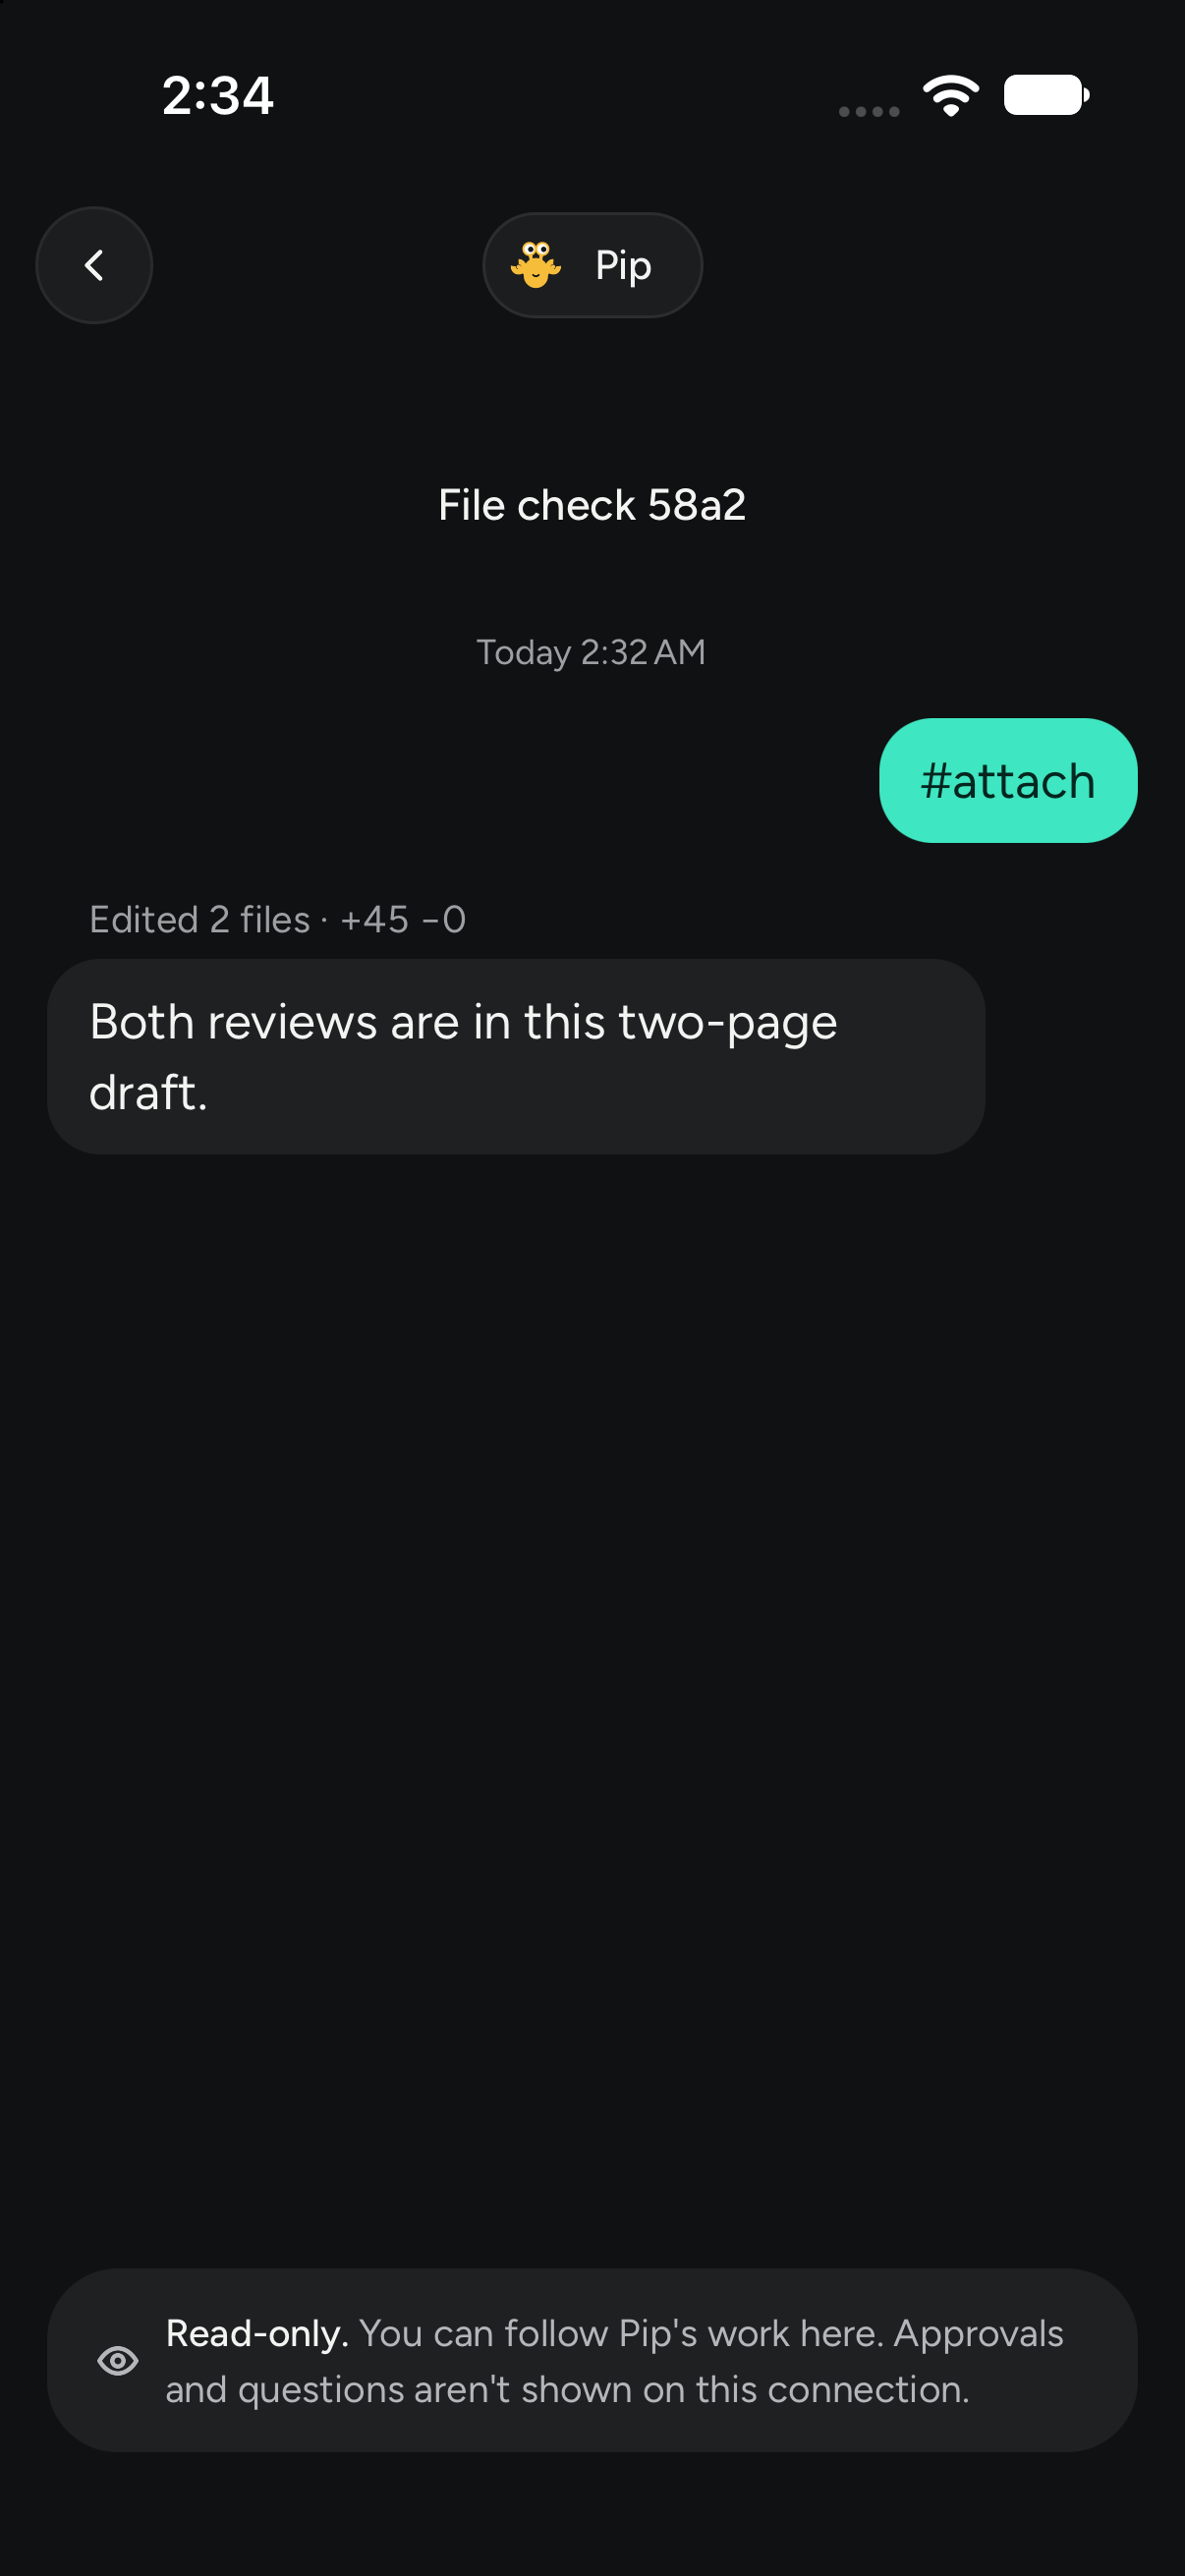 2:34
Pip
File check 58a2
Today 2:32 AM
#attach
Edited 2 files · +45 −0
Both reviews are in this two-page
draft.
Read-only. You can follow Pip's work here. Approvals
and questions aren't shown on this connection.